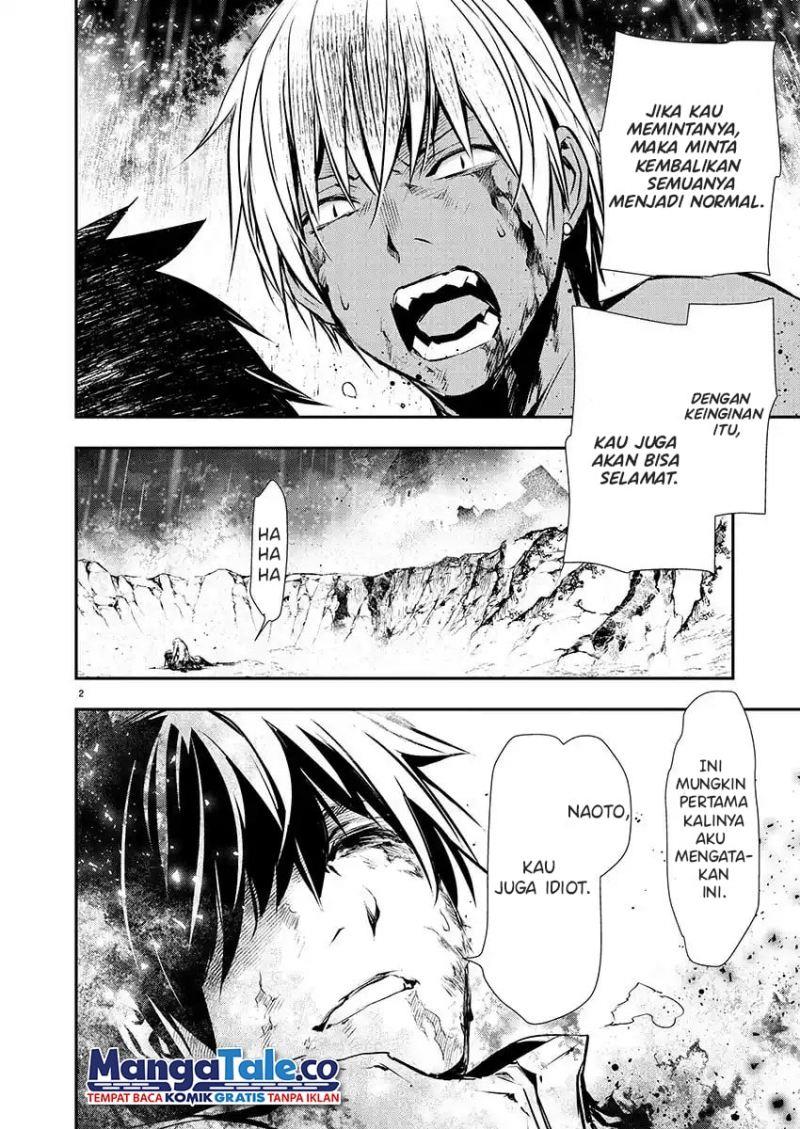 JIKA KAU
MEMINTANYA,
MAKA MINTA
KEMBALIKAN
SEMUANYA
MENJADI NORMAL.
DENGAN
KEINGINAN
ITU,
KAU JUGA
AKAN BISA
SELAMAT.
HA
HA
HA
2
INI
MUNGKIN
PERTAMA
KALINYA
AKU
MENGATA-
KAN
INI.
NAOTO,
KAU
JUGA IDIOT.
MangaTale.co
TEMPAT BACA KOMIK GRATIS TANPA IKLAN